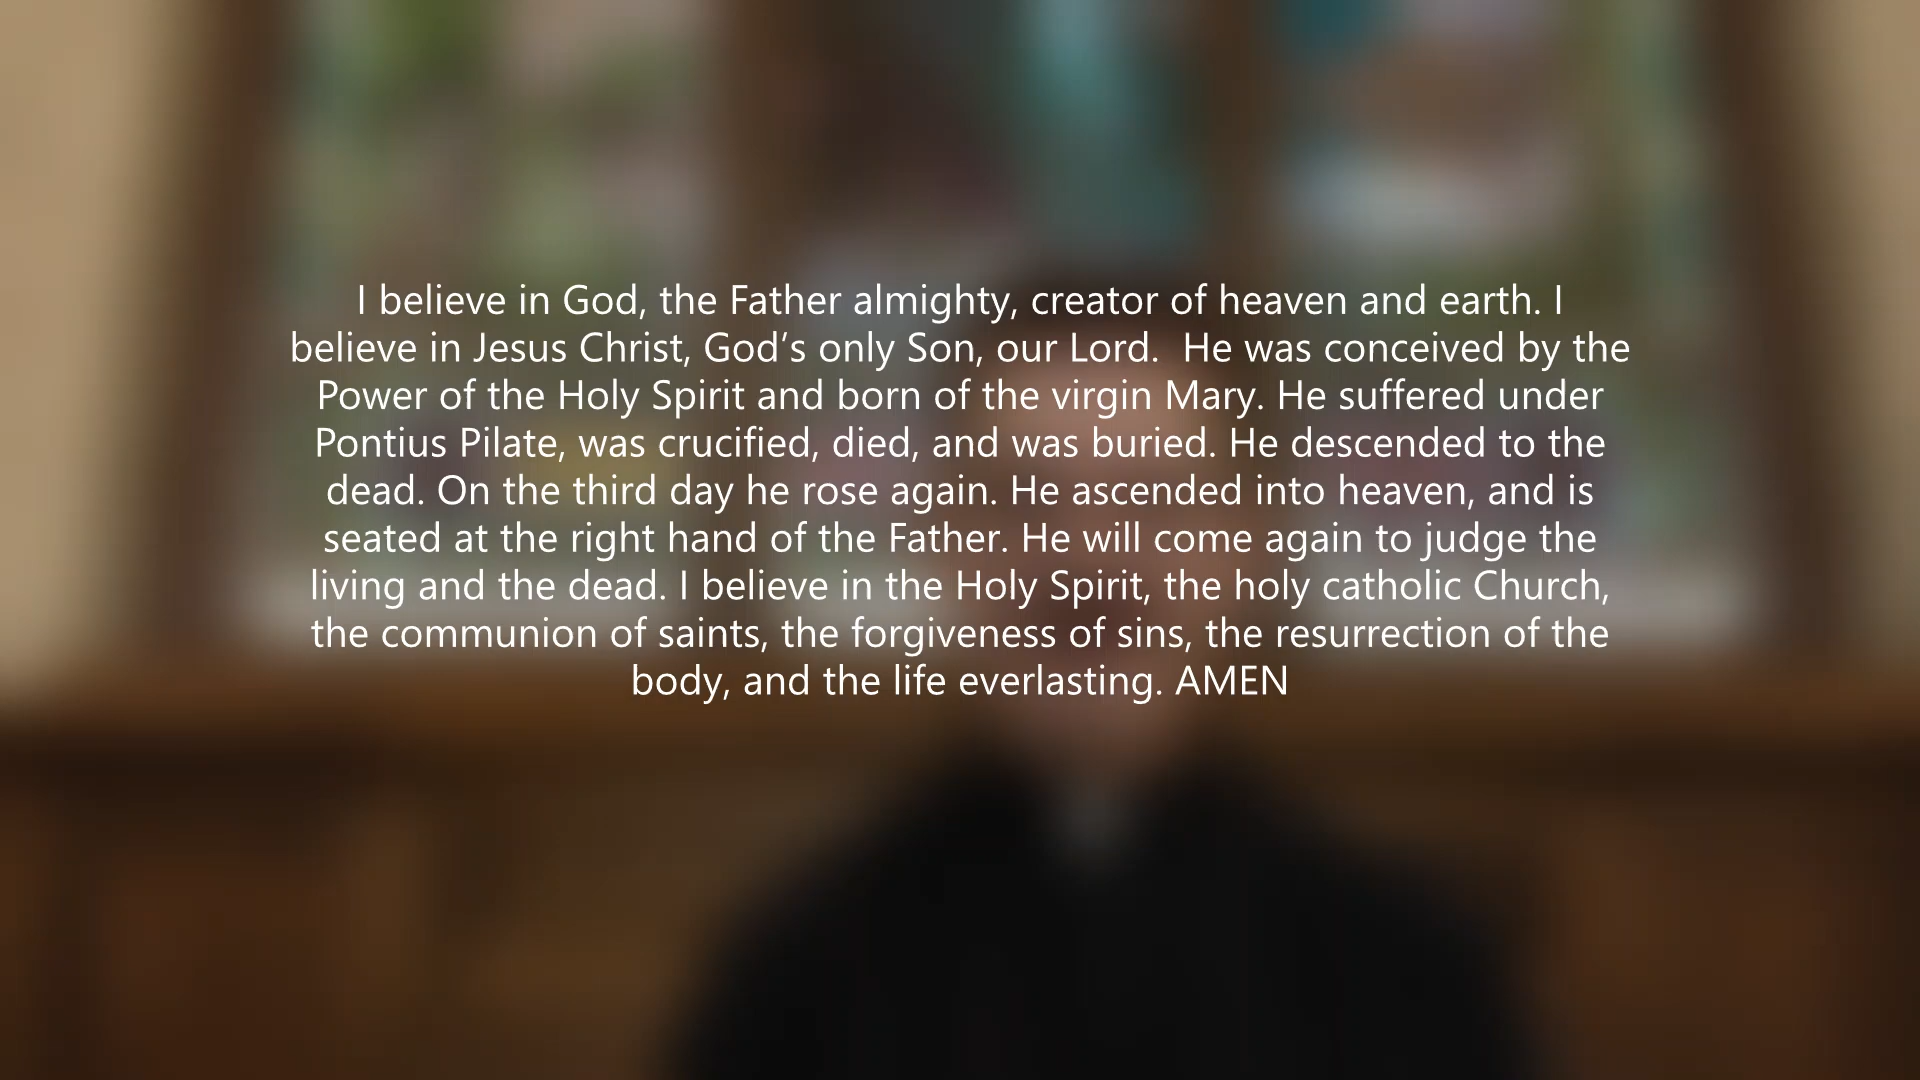 I believe in God, the Father almighty, creator of heaven and earth. I
believe in Jesus Christ, God’s only Son, our Lord.  He was conceived by the
Power of the Holy Spirit and born of the virgin Mary. He suffered under
Pontius Pilate, was crucified, died, and was buried. He descended to the
dead. On the third day he rose again. He ascended into heaven, and is
seated at the right hand of the Father. He will come again to judge the
living and the dead. I believe in the Holy Spirit, the holy catholic Church,
the communion of saints, the forgiveness of sins, the resurrection of the
body, and the life everlasting. AMEN